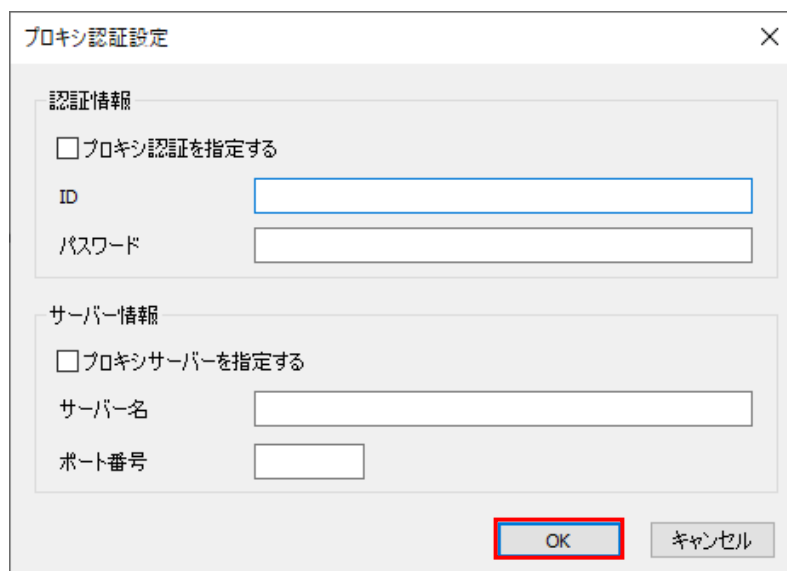 プロキシ認証設定
認証情報
プロキシ認証を指定する
ID
パスワード
サーバー情報
プロキシサーバーを指定する
サーバー名
ポート番号
OK キャンセル